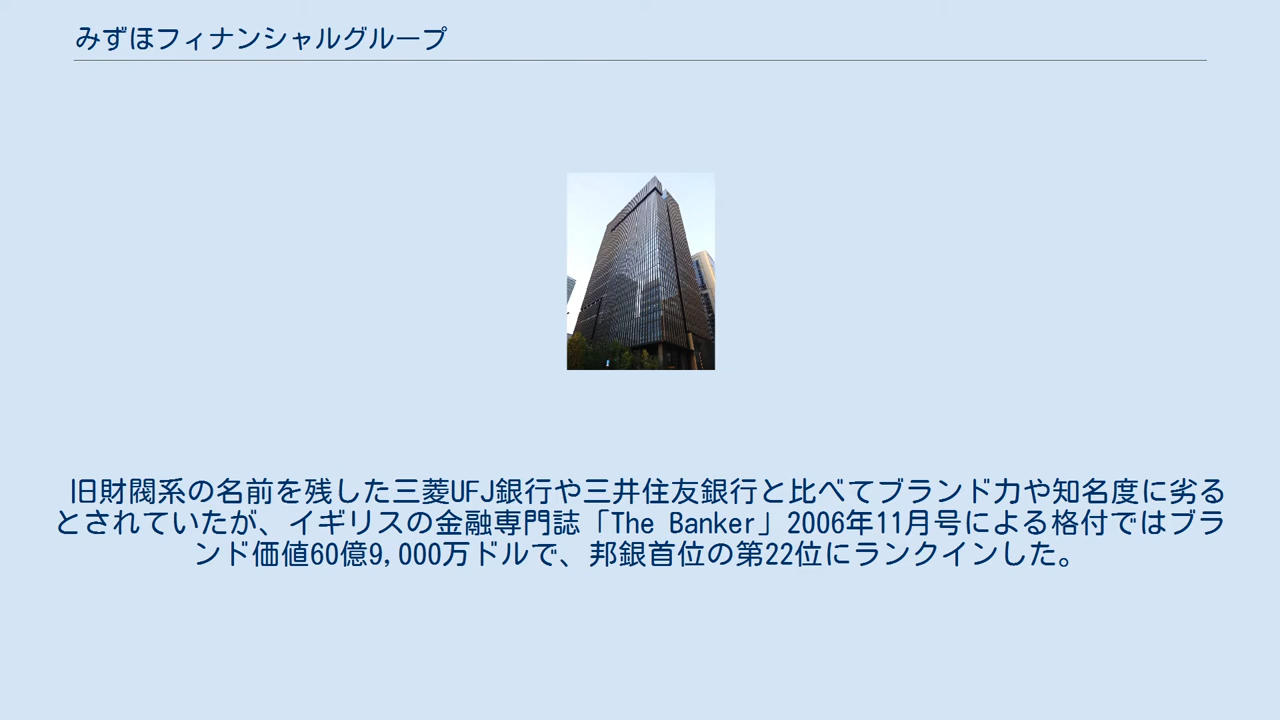 みずほフィナンシャルグループ
旧財閥系の名前を残した三菱UFJ銀行や三井住友銀行と比べてブランド力や知名度に劣る
とされていたが、イギリスの金融専門誌「The Banker」2006年11月号による格付ではブラ
ンド価値60億9,000万ドルで、邦銀首位の第22位にランクインした。